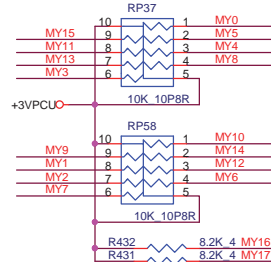 RP37
10 1 MY0
MY15 9 2 MY5
MY11 8 3 MY4
MY13 7 4 MY8
MY3 6 5
+3VPCU 10K_10P8R
RP58
10 1 MY10
MY9 9 2 MY14
MY1 8 3 MY12
MY2 7 4 MY6
MY7 6 5
10K_10P8R
R432 8.2K_4 MY16
R431 8.2K_4 MY17